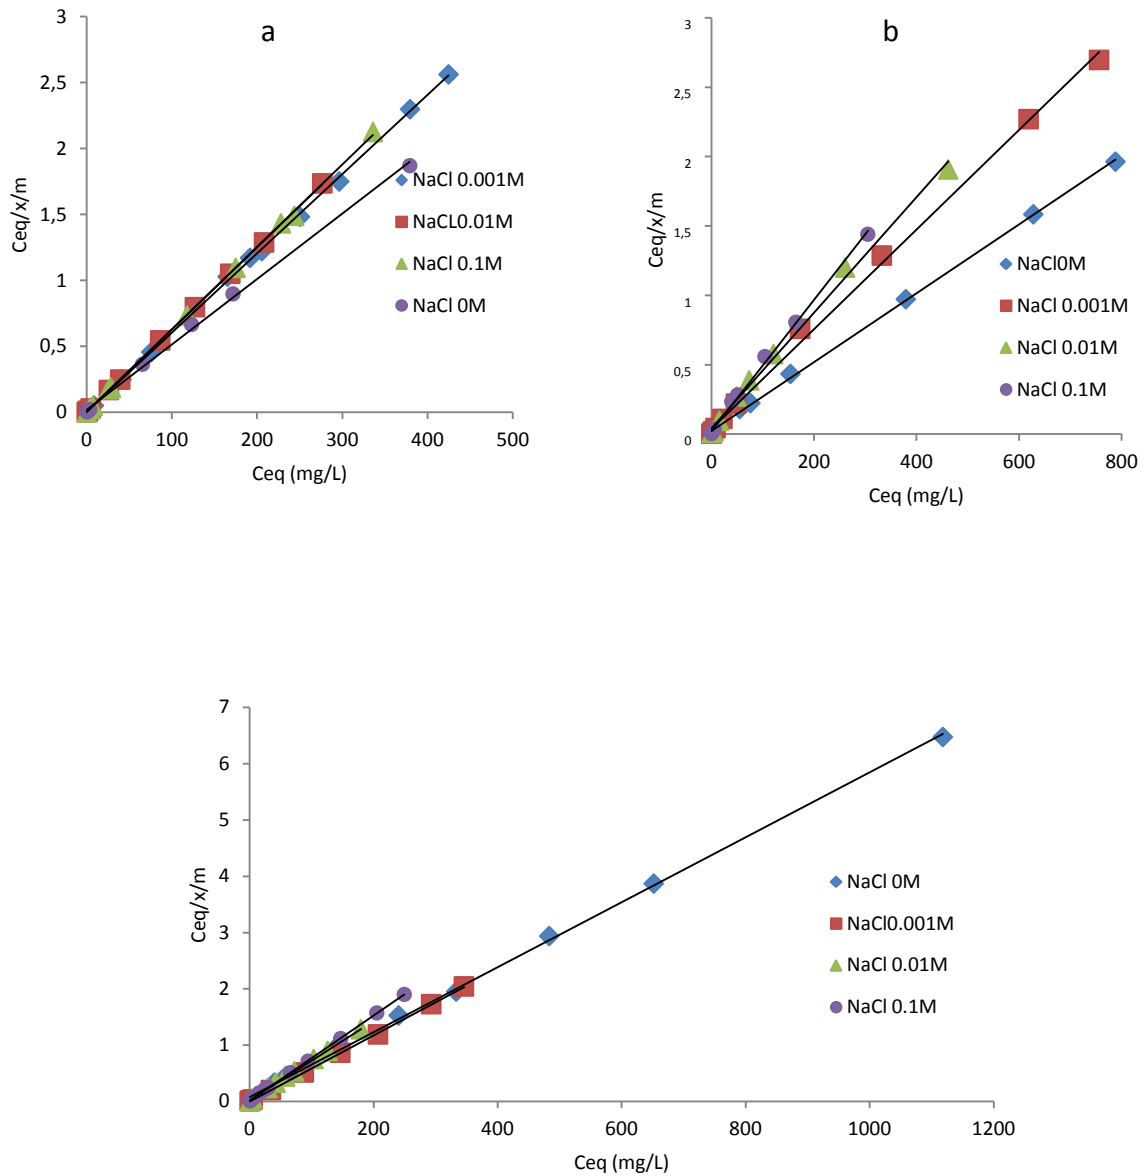 a
Ceq/x/m
3
2,5
2
1,5
1
0,5
0
0 100 200 300 400 500
Ceq (mg/L)
NaCl 0.001M
NaCL0.01M
NaCl 0.1M
NaCl 0M
b
Ceq/x/m
3
2,5
2
1,5
1
0,5
0
0 200 400 600 800
Ceq (mg/L)
NaCl0M
NaCl 0.001M
NaCl 0.01M
NaCl 0.1M
Ceq/x/m
7
6
5
4
3
2
1
0
0 200 400 600 800 1000 1200
Ceq (mg/L)
NaCl 0M
NaCl0.001M
NaCl 0.01M
NaCl 0.1M